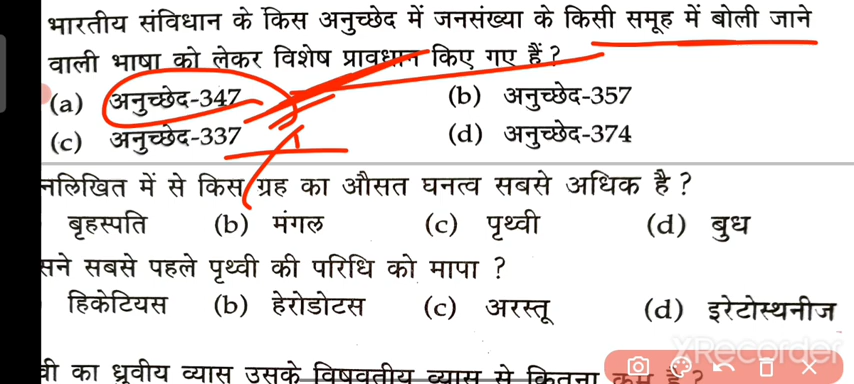 भारतीय संविधान के किस अनुच्छेद में जनसंख्या के किसी समूह में बोली जाने
वाली भाषा को लेकर विशेष प्रावधान किए गए हैं?
(a) अनुच्छेद-347 (b) अनुच्छेद-357
(c) अनुच्छेद-337 (d) अनुच्छेद-374
नलिखित में से किस ग्रह का औसत घनत्व सबसे अधिक है ?
बृहस्पति (b) मंगल (c) पृथ्वी (d) बुध
सने सबसे पहले पृथ्वी की परिधि को मापा ?
हिकेटियस (b) हेरोडोटस (c) अरस्तू (d) इरेटोस्थनीज
वी का ध्रुवीय व्यास उसके विषुवतीय व्यास से कितना कम है ?
XRecorder